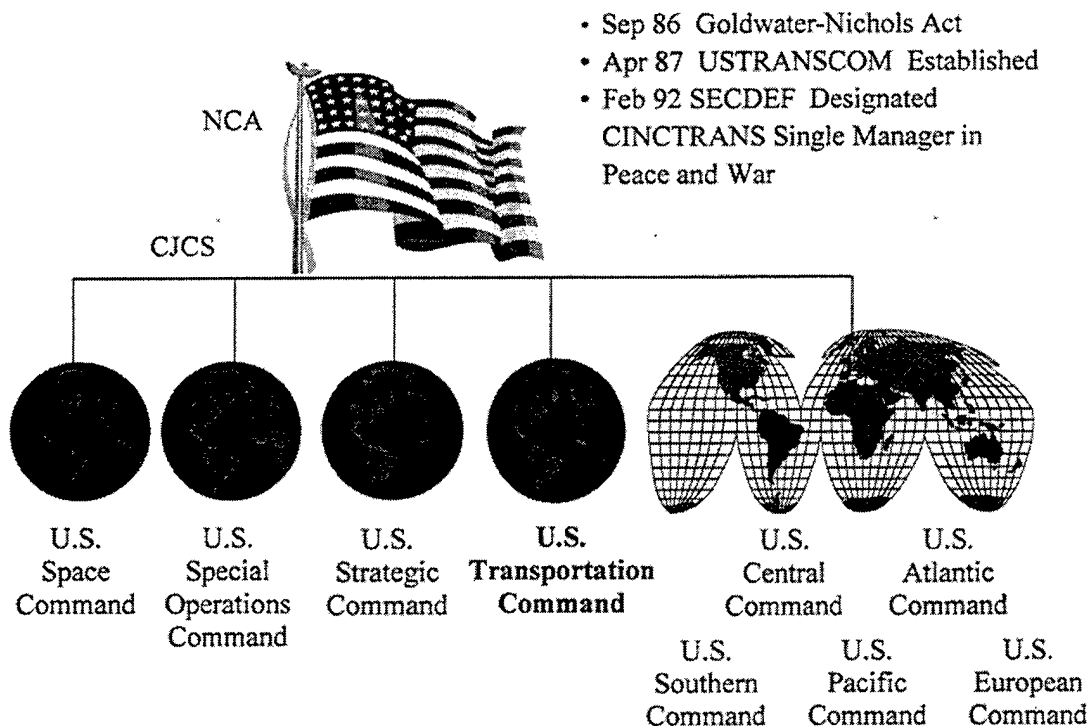 • Sep 86 Goldwater-Nichols Act
• Apr 87 USTRANSCOM Established
• Feb 92 SECDEF Designated
CINCTRANS Single Manager in
Peace and War
NCA
CJCS
U.S.
Space
Command
U.S.
Special
Operations
Command
U.S.
Strategic
Command
U.S.
Transportation
Command
U.S.
Central
Command
U.S.
Atlantic
Command
U.S.
Southern
Command
U.S.
Pacific
Command
U.S.
European
Command